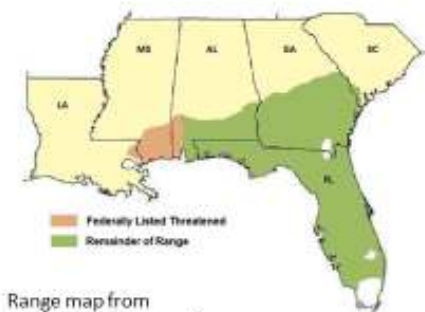 MS
AL
GA
SC
LA
FL
Federally Listed Threatened
Remainder of Range
Range map from